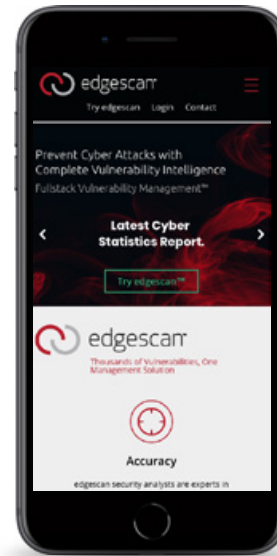 edgescan
Try edgescan Login Contact
Prevent Cyber Attacks with
Complete Vulnerability Intelligence
Fullstack Vulnerability Management™
Latest Cyber
Statistics Report.
Try edgescan™
edgescan
Thousands of Vulnerabilities, One
Management Solution
Accuracy
edgescan security analysts are experts in